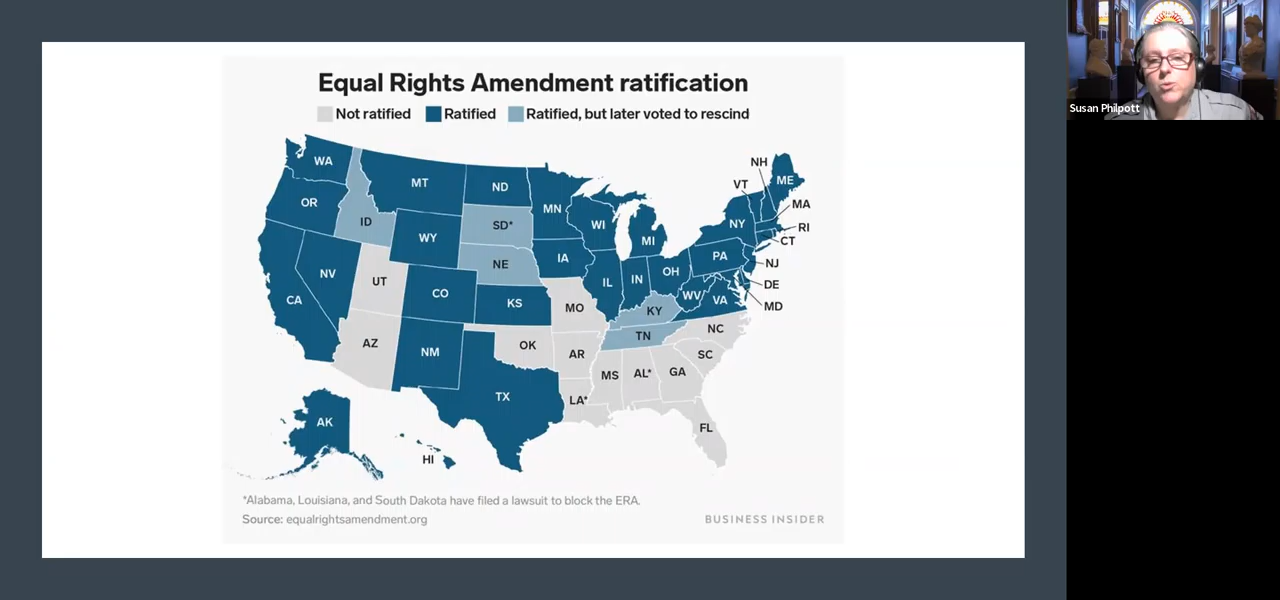 Equal Rights Amendment ratification
Not ratified Ratified Ratified, but later voted to rescind
WA
MT
ND
MN
OR
ID
WY
SD*
WI
MI
NY
VT
NH
ME
MA
RI
CT
NJ
DE
MD
PA
NV
UT
CO
NE
IA
IL
IN
OH
WV
VA
CA
AZ
NM
KS
MO
KY
TN
NC
OK
AR
SC
TX
LA*
MS
AL*
GA
FL
AK
HI
*Alabama, Louisiana, and South Dakota have filed a lawsuit to block the ERA.
Source: equalrightsamendment.org
BUSINESS INSIDER
Susan Philpott